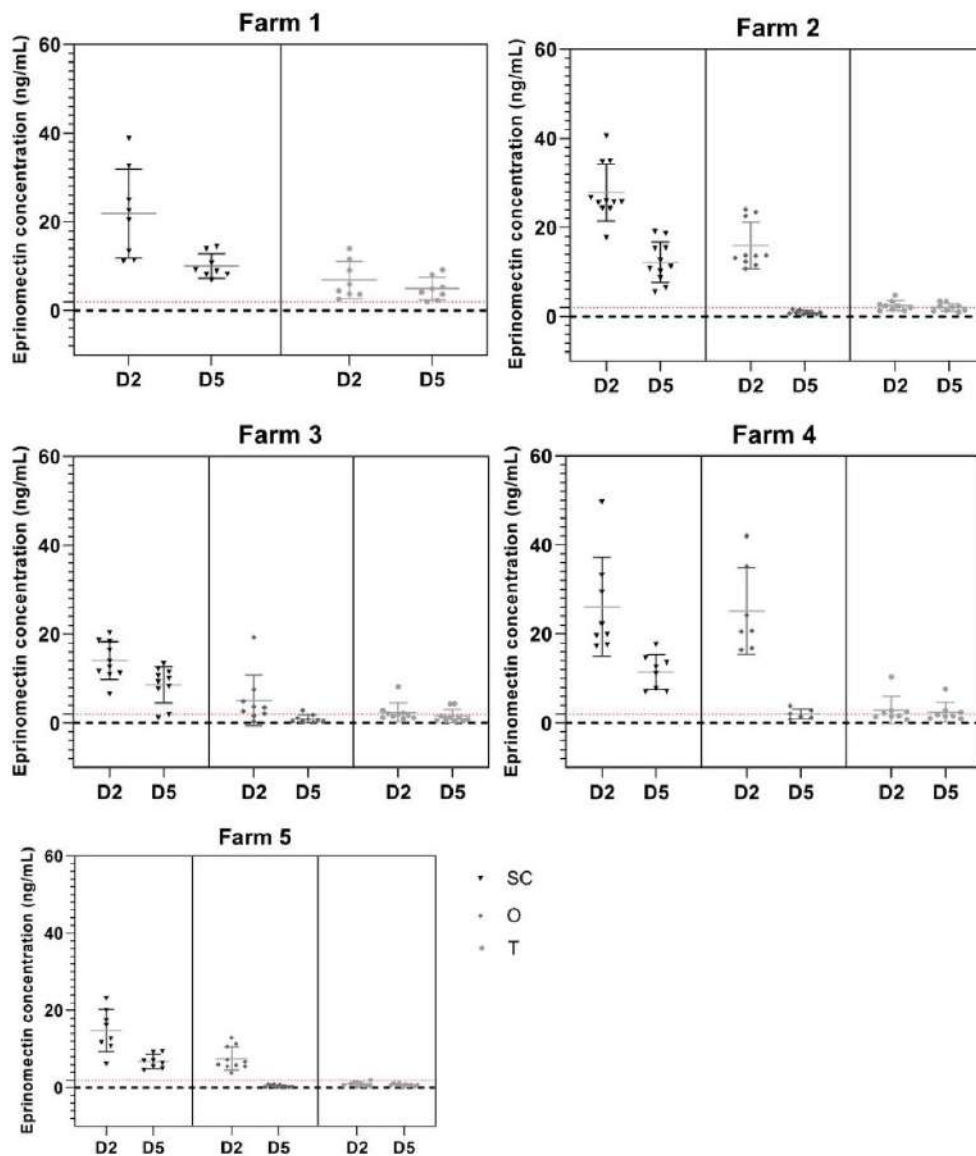 Farm 1
Eprinomectin concentration (ng/mL)
60
40
20
0
D2 D5 D2 D5
Farm 2
Eprinomectin concentration (ng/mL)
60
40
20
0
D2 D5 D2 D5 D2 D5
Farm 3
Eprinomectin concentration (ng/mL)
60
40
20
0
D2 D5 D2 D5 D2 D5
Farm 4
Eprinomectin concentration (ng/mL)
60
40
20
0
D2 D5 D2 D5 D2 D5
Farm 5
Eprinomectin concentration (ng/mL)
60
40
20
0
D2 D5 D2 D5 D2 D5
SC
O
T